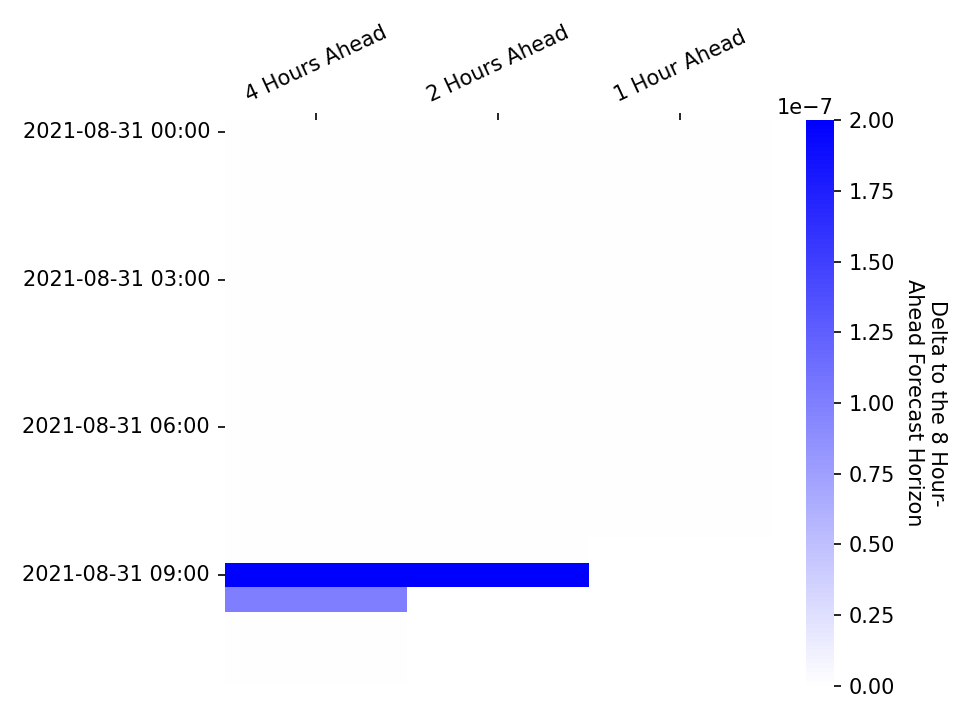 4 Hours Ahead
2 Hours Ahead
1 Hour Ahead
1e−7
2021-08-31 00:00
2021-08-31 03:00
2021-08-31 06:00
2021-08-31 09:00
2.00
1.75
1.50
1.25
1.00
0.75
0.50
0.25
0.00
Delta to the 8 Hour-
Ahead Forecast Horizon